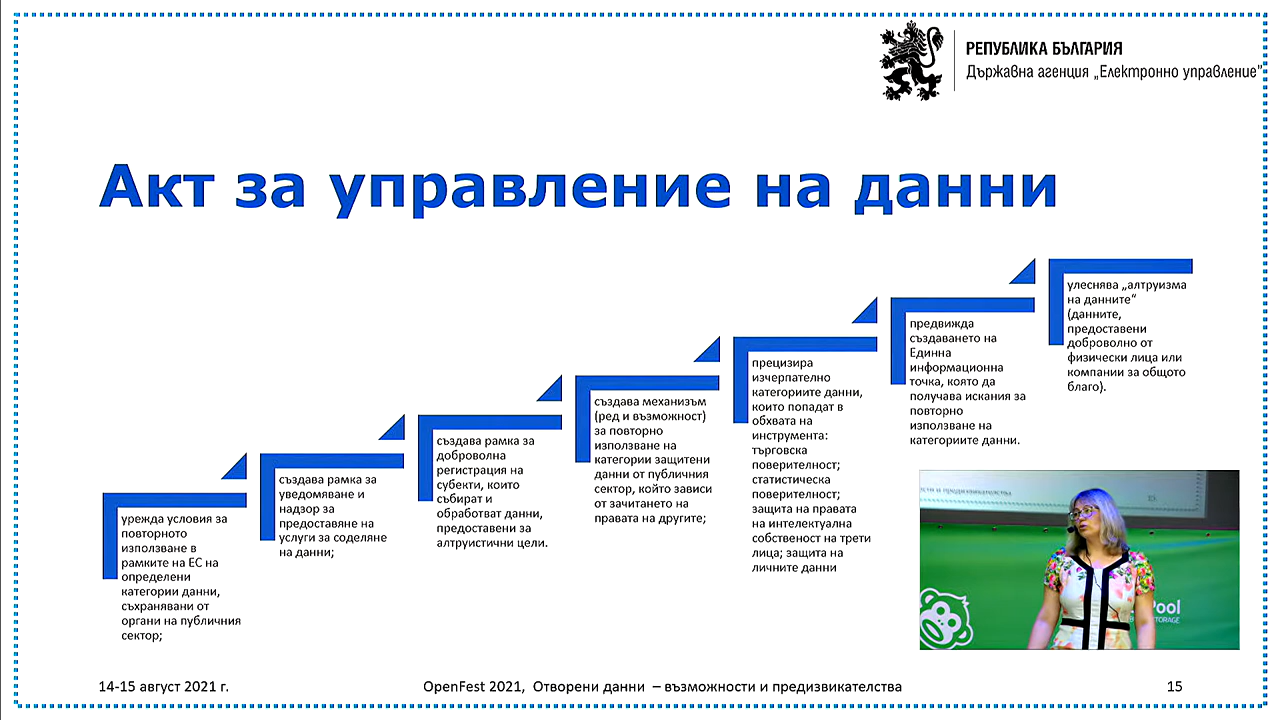 РЕПУБЛИКА БЪЛГАРИЯ
Държавна агенция „Електронно управление"
Акт за управление на данни
урежда условия за
повторното
използване в
рамките на ЕС на
определени
категории данни,
съхранявани от
органи на публичния
сектор;
създава рамка за
уведомяване и
надзор за
предоставяне на
услуги за соделяне
на данни;
създава рамка за
доброволна
регистрация на
субекти, които
събират и
обработват данни,
предоставени за
алтруистични цели.
създава механизъм
(ред и възможност)
за повторно
използване на
категории защитени
данни от публичния
сектор, който зависи
от зачитането на
правата на другите;
прецизира
изчерпателно
категориите данни,
които попадат в
обхвата на
инструмента:
търговска
поверителност;
статистическа
поверителност;
защита на правата
на интелектуална
собственост на трети
лица; защита на
личните данни
предвижда
създаването на
Единна
информационна
точка, която да
получава искания за
повторно
използване на
категориите данни.
улеснява „алтруизма
на данните“
(данните,
предоставени
доброволно от
физически лица или
компании за общото
благо).
Pool
STORAGE
14-15 август 2021 г.
OpenFest 2021, Отворени данни – възможности и предизвикателства
15